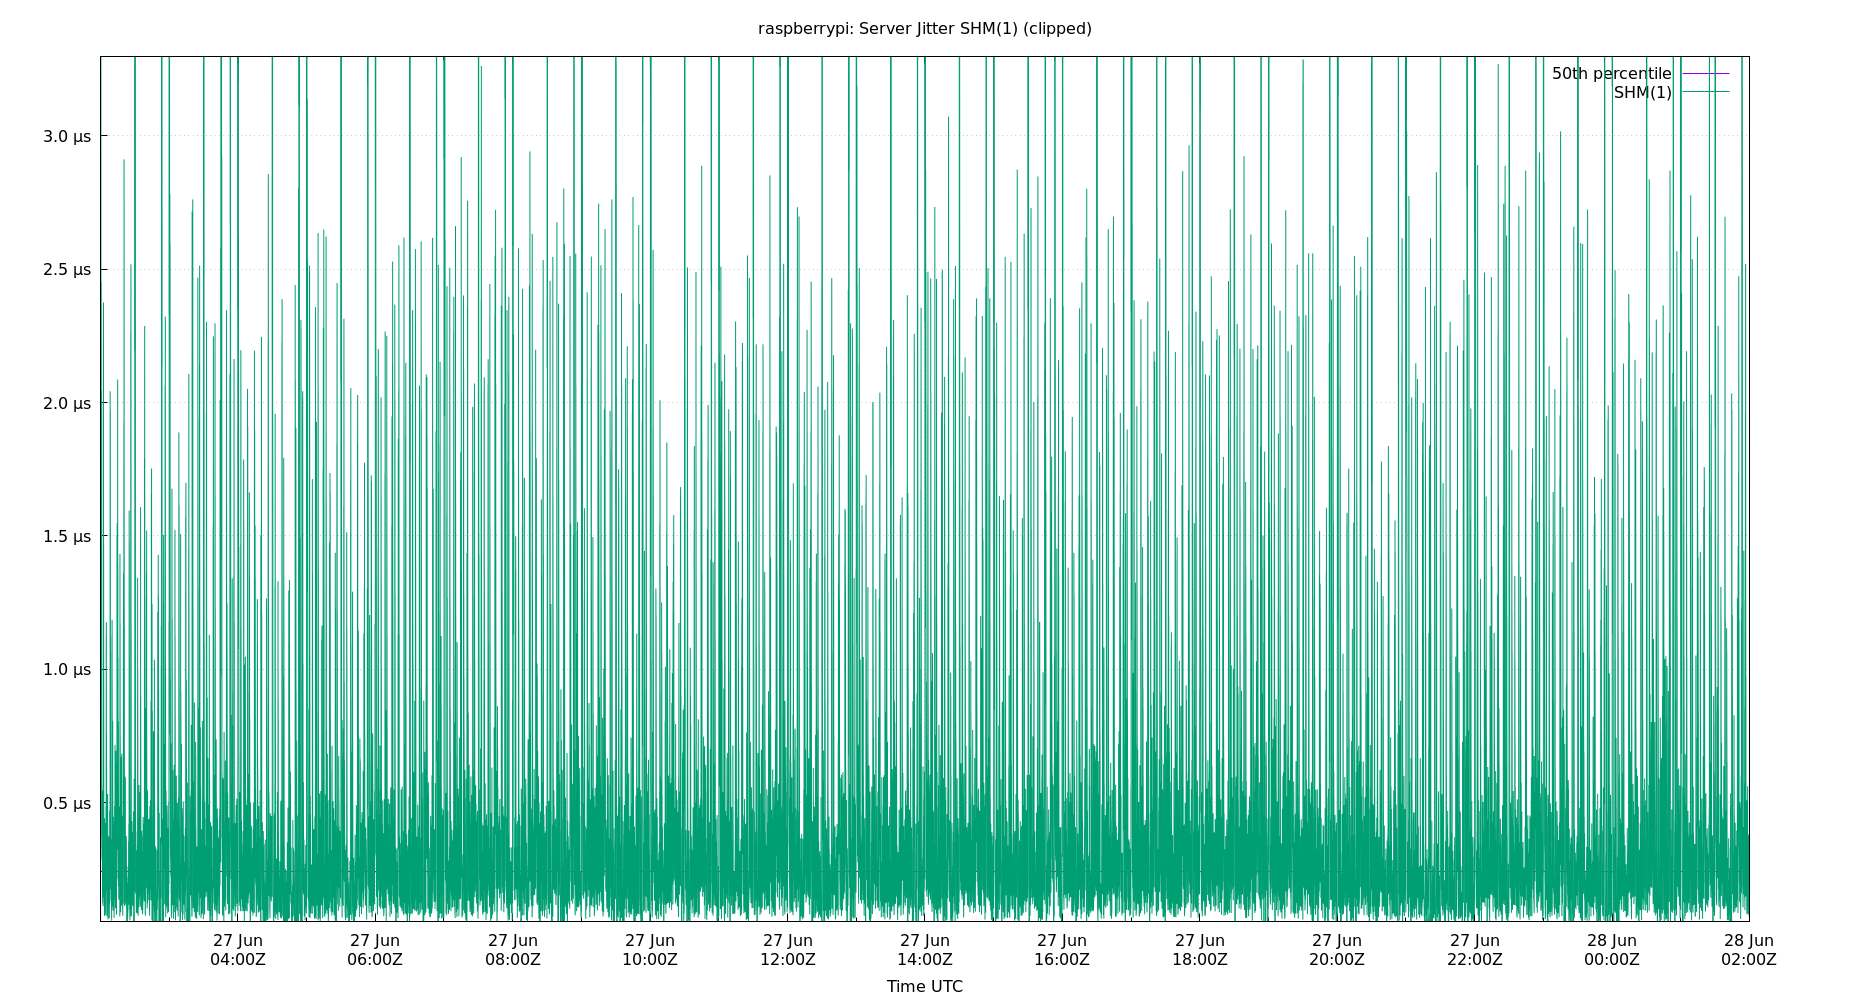 raspberrypi: Server Jitter SHM(1) (clipped)
50th percentile
SHM(1)
3.0 µs
2.5 µs
2.0 µs
1.5 µs
1.0 µs
0.5 µs
27 Jun 27 Jun 27 Jun 27 Jun 27 Jun 27 Jun 27 Jun 27 Jun 27 Jun 27 Jun 28 Jun 28 Jun
04:00Z 06:00Z 08:00Z 10:00Z 12:00Z 14:00Z 16:00Z 18:00Z 20:00Z 22:00Z 00:00Z 02:00Z
Time UTC